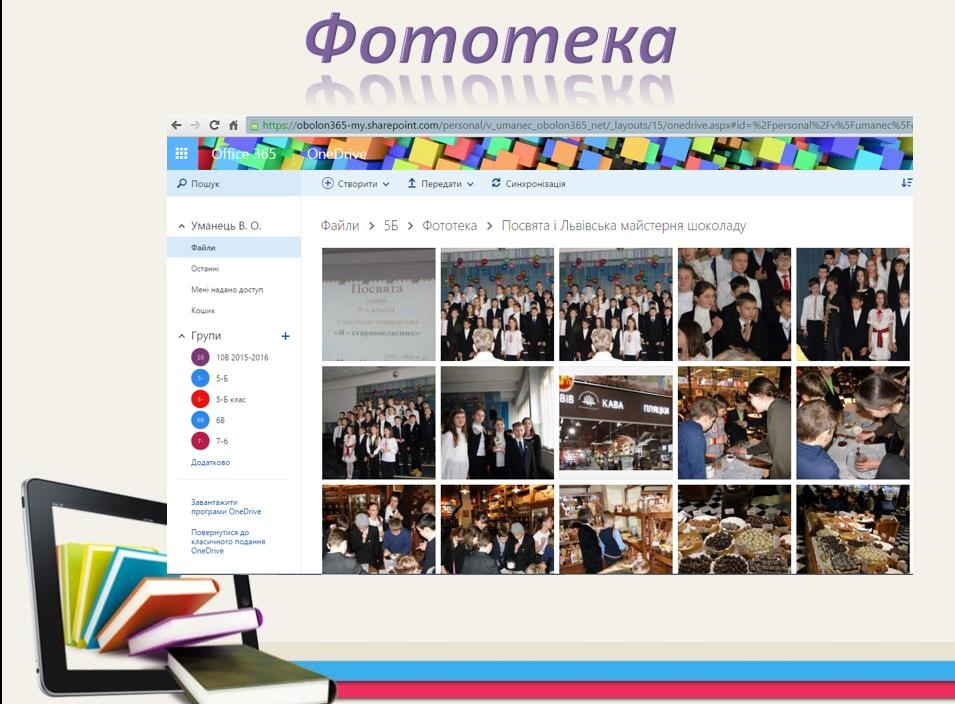 Фототека
https://obolon365-my.sharepoint.com/personal/v_umanec_obolon365_net/_layouts/15/onedrive.aspx#id=%2Fpersonal%2Fv%5Fumanec%5F
Office 365 OneDrive
Пошук
Створити Передати Синхронізація
Уманець В. О.
Файли
Останні
Мені надано доступ
Кошик
Групи +
10 10В 2015-2016
5- 5-Б
5- 5-Б клас
6В 6В
7- 7-б
Додатково
Завантажити
програми OneDrive
Повернутися до
класичного подання
OneDrive
Файли > 5Б > Фототека > Посвята і Львівська майстерня шоколаду
Посвята
учнів
5-х класів
у шкільне товариство
«Я - старшокласник»
КАВА
ПЛЯЦКИ